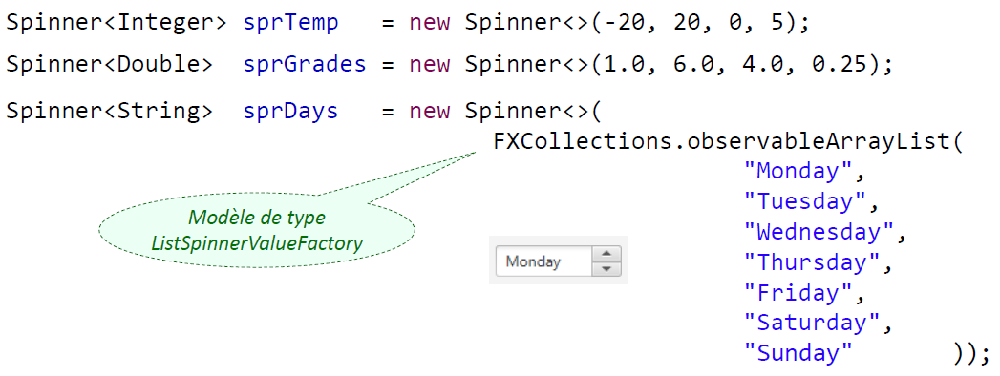 Spinner<Integer> sprTemp = new Spinner<>(-20, 20, 0, 5);
Spinner<Double> sprGrades = new Spinner<>(1.0, 6.0, 4.0, 0.25);
Spinner<String> sprDays = new Spinner<>(
FXCollections.observableArrayList(
"Monday",
"Tuesday",
"Wednesday",
"Thursday",
"Friday",
"Saturday",
"Sunday" ));
Modèle de type
ListSpinnerValueFactory
Monday